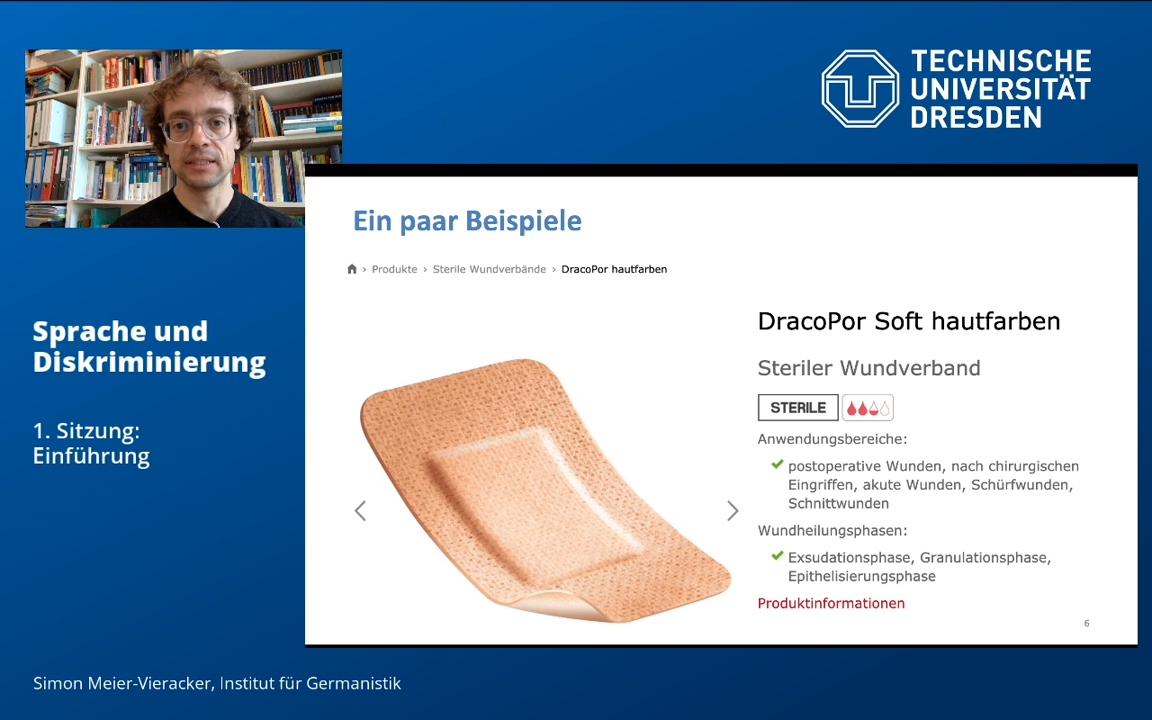 TECHNISCHE
UNIVERSITÄT
DRESDEN
Ein paar Beispiele
Produkte › Sterile Wundverbände › DracoPor hautfarben
DracoPor Soft hautfarben
Steriler Wundverband
STERILE
Anwendungsbereiche:
postoperative Wunden, nach chirurgischen
Eingriffen, akute Wunden, Schürfwunden,
Schnittwunden
Wundheilungsphasen:
Exsudationsphase, Granulationsphase,
Epithelisierungsphase
Produktinformationen
6
Sprache und
Diskriminierung
1. Sitzung:
Einführung
Simon Meier-Vieracker, Institut für Germanistik